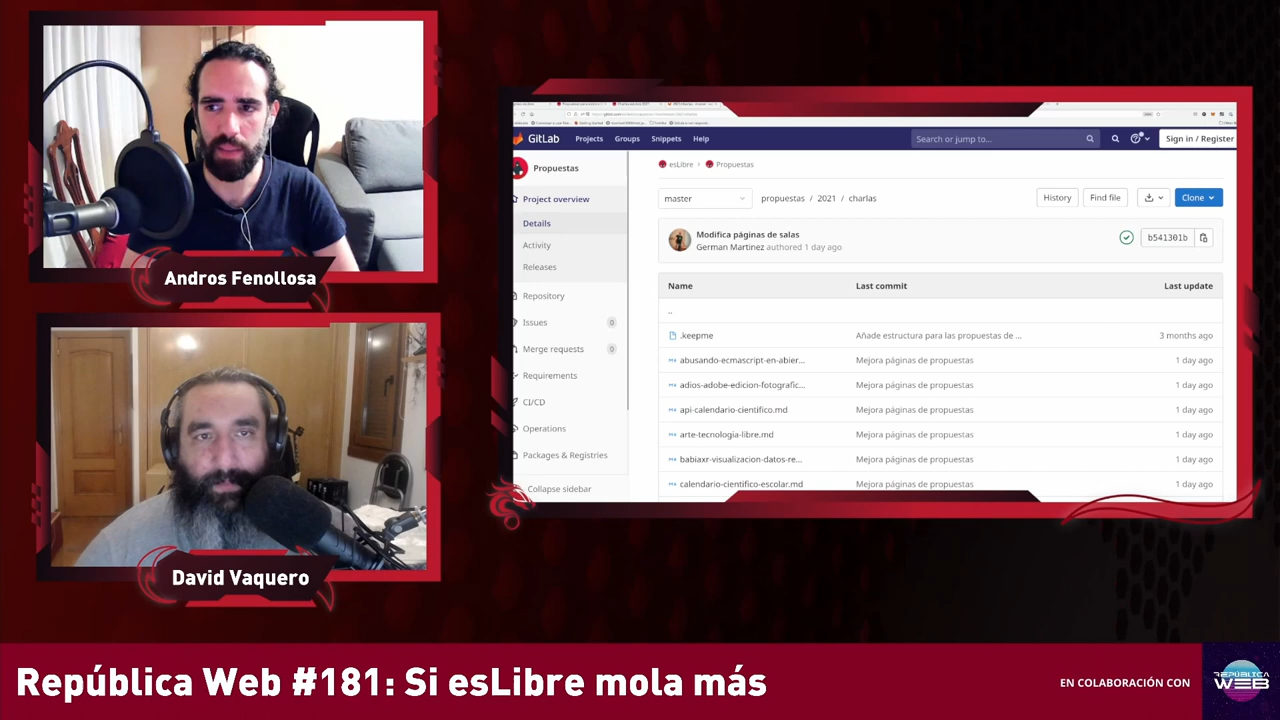 Andros Fenollosa
David Vaquero
GitLab
Projects
Groups
Snippets
Help
Search or jump to...
Sign in / Register
Propuestas
Project overview
Details
Activity
Releases
Repository
Issues 0
Merge requests 0
Requirements
CI/CD
Operations
Packages & Registries
Collapse sidebar
esLibre › Propuestas
master
propuestas / 2021 / charlas
History
Find file
Clone
Modifica páginas de salas
German Martinez authored 1 day ago
b541301b
Name Last commit Last update
..
.keepme Añade estructura para las propuestas de ... 3 months ago
abusando-ecmascript-en-abier... Mejora páginas de propuestas 1 day ago
adios-adobe-edicion-fotografic... Mejora páginas de propuestas 1 day ago
api-calendario-cientifico.md Mejora páginas de propuestas 1 day ago
arte-tecnologia-libre.md Mejora páginas de propuestas 1 day ago
babiaxr-visualizacion-datos-re... Mejora páginas de propuestas 1 day ago
calendario-cientifico-escolar.md Mejora páginas de propuestas 1 day ago
República Web #181: Si esLibre mola más
EN COLABORACIÓN CON
REPÚBLICA
WEB